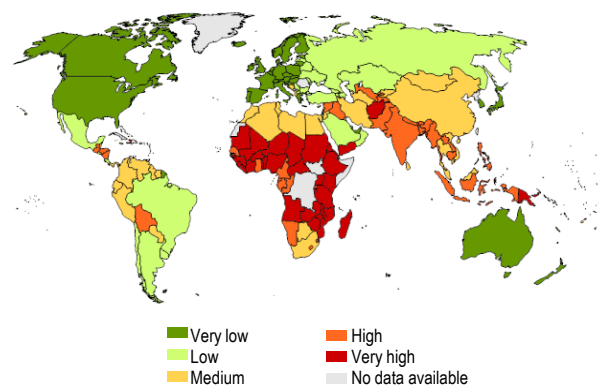 Very low
Low
Medium
High
Very high
No data available